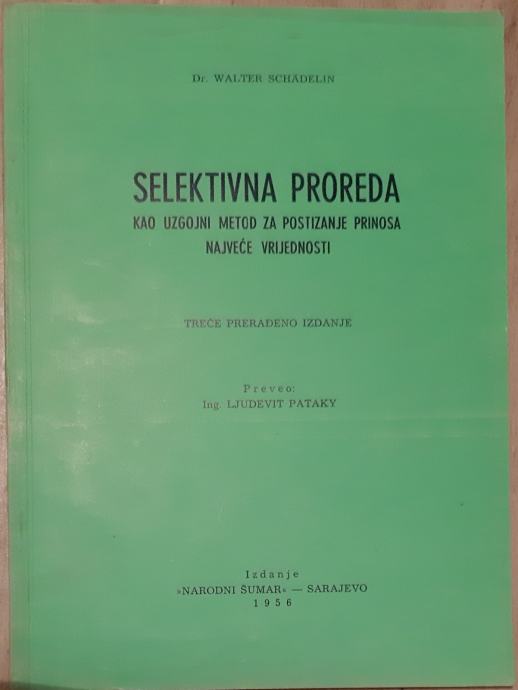 Dr. WALTER SCHÄDELIN
SELEKTIVNA PROREDA
KAO UZGOJNI METOD ZA POSTIZANJE PRINOSA
NAJVEĆE VRIJEDNOSTI
TREĆE PRERAĐENO IZDANJE
Preveo:
Ing. LJUDEVIT PATAKY
Izdanje
»NARODNI ŠUMAR« — SARAJEVO
1956